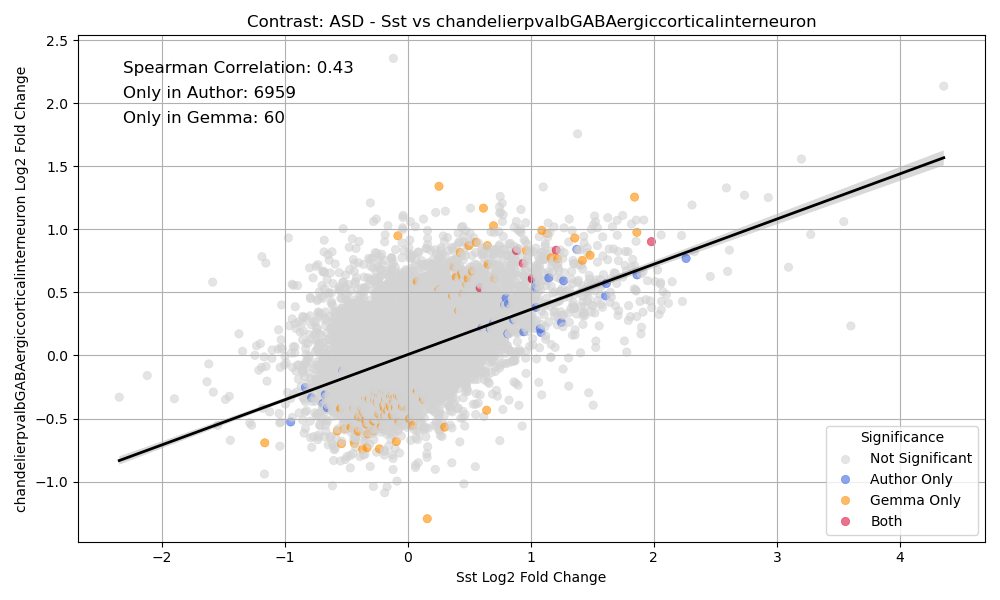 Contrast: ASD - Sst vs chandelierpvalbGABAergiccorticalinterneuron
chandelierpvalbGABAergiccorticalinterneuron Log2 Fold Change
2.5
2.0
1.5
1.0
0.5
0.0
−0.5
−1.0
Spearman Correlation: 0.43
Only in Author: 6959
Only in Gemma: 60
Significance
Not Significant
Author Only
Gemma Only
Both
−2
−1
0
1
2
3
4
Sst Log2 Fold Change